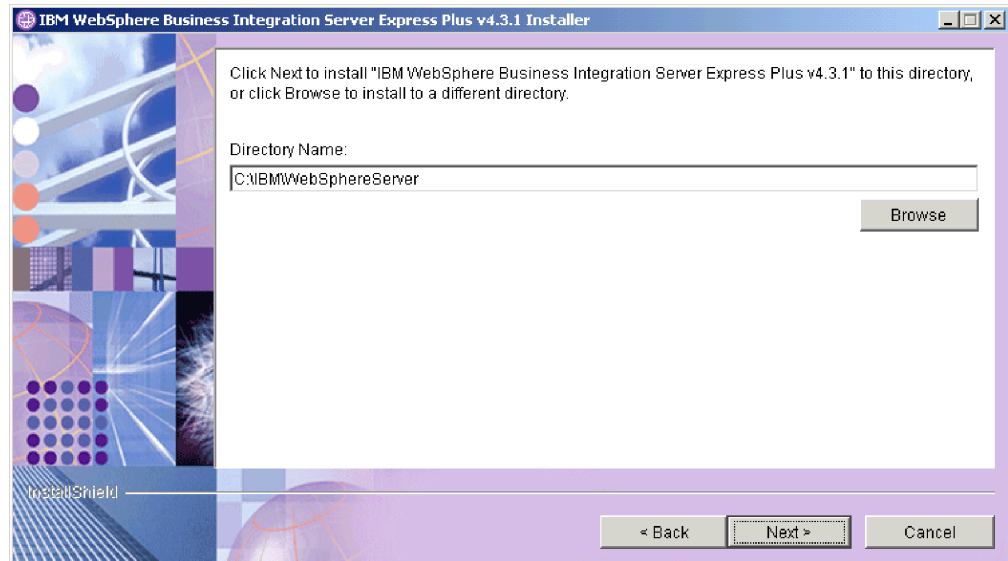 IBM WebSphere Business Integration Server Express Plus v4.3.1 Installer
Click Next to install "IBM WebSphere Business Integration Server Express Plus v4.3.1" to this directory,
or click Browse to install to a different directory.
Directory Name:
C:\IBM\WebSphereServer
Browse
InstallShield
< Back
Next >
Cancel